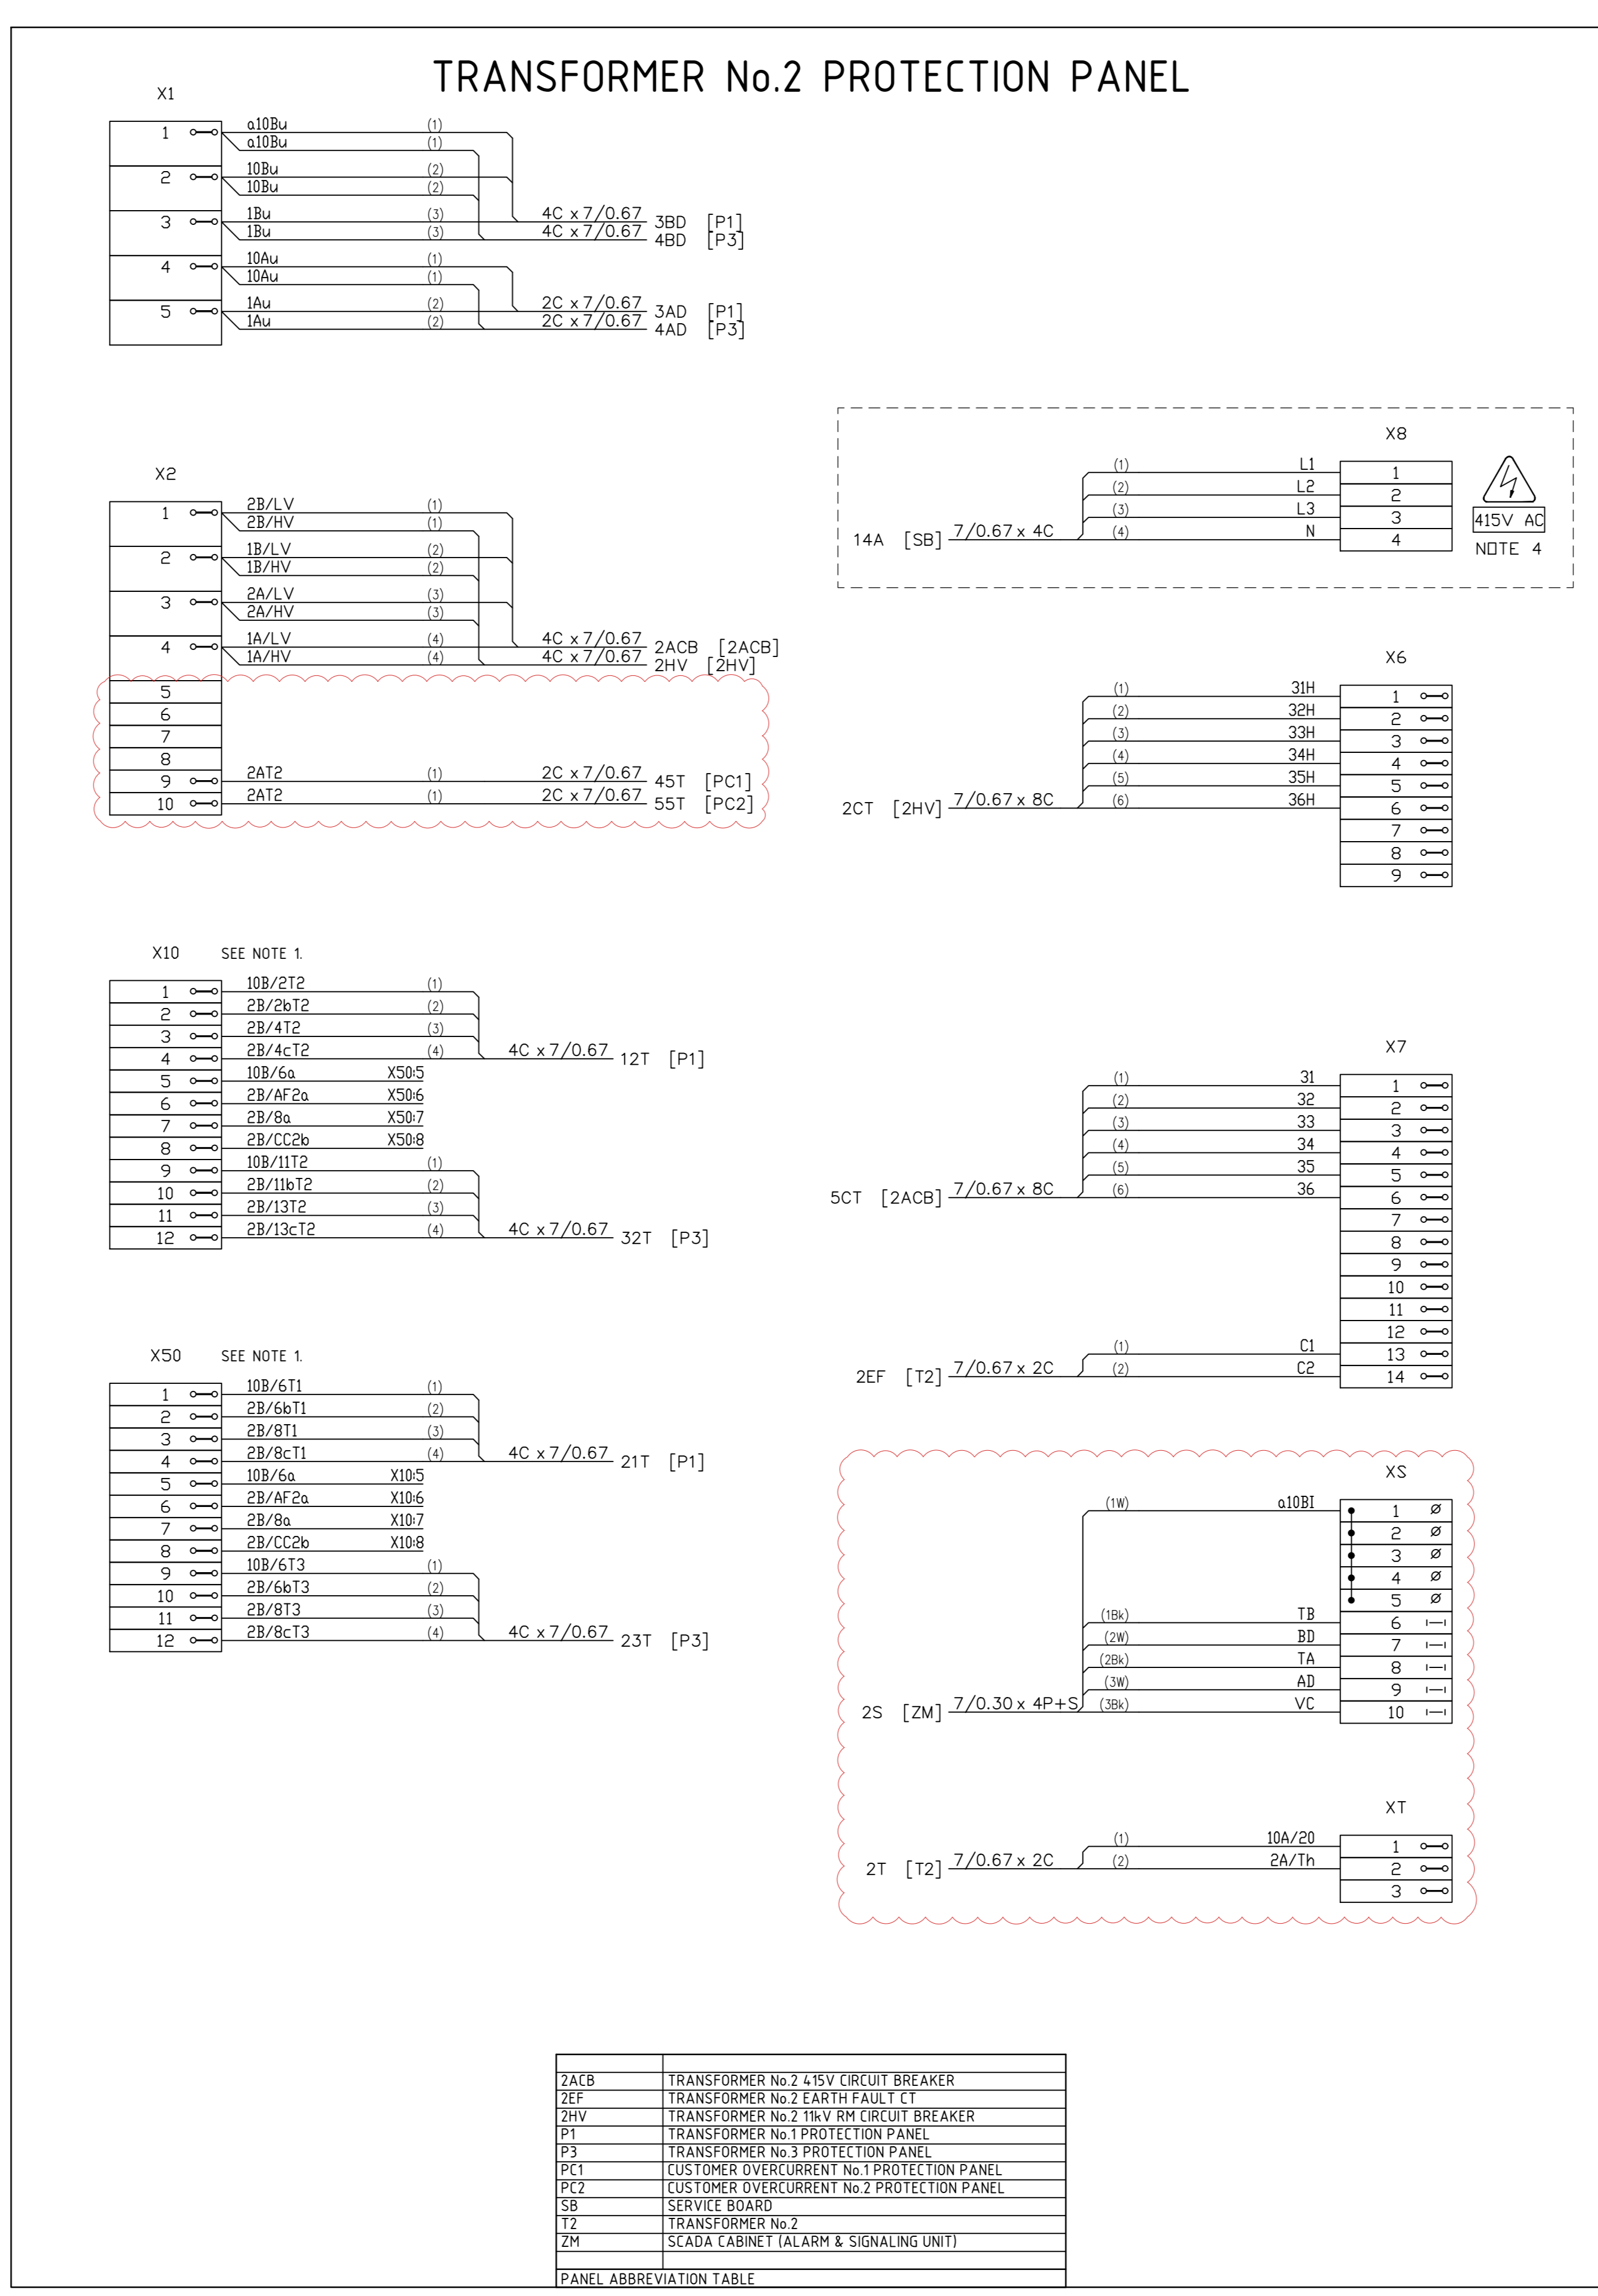 TRANSFORMER No.2 PROTECTION PANEL
X1
1 a10Bu (1)
a10Bu (1)
2 10Bu (2)
10Bu (2)
3 1Bu (3) 4C x 7/0.67 3BD [P1]
1Bu (3) 4C x 7/0.67 4BD [P3]
4 10Au (1)
10Au (1)
5 1Au (2) 2C x 7/0.67 3AD [P1]
1Au (2) 2C x 7/0.67 4AD [P3]
X2
1 2B/LV (1)
2B/HV (1)
2 1B/LV (2)
1B/HV (2)
3 2A/LV (3)
2A/HV (3)
4 1A/LV (4) 4C x 7/0.67 2ACB [2ACB]
1A/HV (4) 4C x 7/0.67 2HV [2HV]
5
6
7
8
9 2AT2 (1) 2C x 7/0.67 45T [PC1]
10 2AT2 (1) 2C x 7/0.67 55T [PC2]
X10 SEE NOTE 1.
1 10B/2T2 (1)
2 2B/2bT2 (2)
3 2B/4T2 (3)
4 2B/4cT2 (4) 4C x 7/0.67 12T [P1]
5 10B/6a X50:5
6 2B/AF2a X50:6
7 2B/8a X50:7
8 2B/CC2b X50:8
9 10B/11T2 (1)
10 2B/11bT2 (2)
11 2B/13T2 (3)
12 2B/13cT2 (4) 4C x 7/0.67 32T [P3]
X50 SEE NOTE 1.
1 10B/6T1 (1)
2 2B/6bT1 (2)
3 2B/8T1 (3)
4 2B/8cT1 (4) 4C x 7/0.67 21T [P1]
5 10B/6a X10:5
6 2B/AF2a X10:6
7 2B/8a X10:7
8 2B/CC2b X10:8
9 10B/6T3 (1)
10 2B/6bT3 (2)
11 2B/8T3 (3)
12 2B/8cT3 (4) 4C x 7/0.67 23T [P3]
X8
(1) L1 1
(2) L2 2
(3) L3 3
14A [SB] 7/0.67 x 4C (4) N 4
415V AC
NOTE 4
X6
(1) 31H 1
(2) 32H 2
(3) 33H 3
(4) 34H 4
(5) 35H 5
2CT [2HV] 7/0.67 x 8C (6) 36H 6
7
8
9
X7
(1) 31 1
(2) 32 2
(3) 33 3
(4) 34 4
(5) 35 5
5CT [2ACB] 7/0.67 x 8C (6) 36 6
7
8
9
10
11
12
(1) C1 13
2EF [T2] 7/0.67 x 2C (2) C2 14
XS
(1W) a10BI 1
2
3
4
5
(1Bk) TB 6
(2W) BD 7
(2Bk) TA 8
(3W) AD 9
2S [ZM] 7/0.30 x 4P+S (3Bk) VC 10
XT
(1) 10A/20 1
2T [T2] 7/0.67 x 2C (2) 2A/Th 2
3
2ACB TRANSFORMER No.2 415V CIRCUIT BREAKER
2EF TRANSFORMER No.2 EARTH FAULT CT
2HV TRANSFORMER No.2 11kV RM CIRCUIT BREAKER
P1 TRANSFORMER No.1 PROTECTION PANEL
P3 TRANSFORMER No.3 PROTECTION PANEL
PC1 CUSTOMER OVERCURRENT No.1 PROTECTION PANEL
PC2 CUSTOMER OVERCURRENT No.2 PROTECTION PANEL
SB SERVICE BOARD
T2 TRANSFORMER No.2
ZM SCADA CABINET (ALARM & SIGNALING UNIT)
PANEL ABBREVIATION TABLE